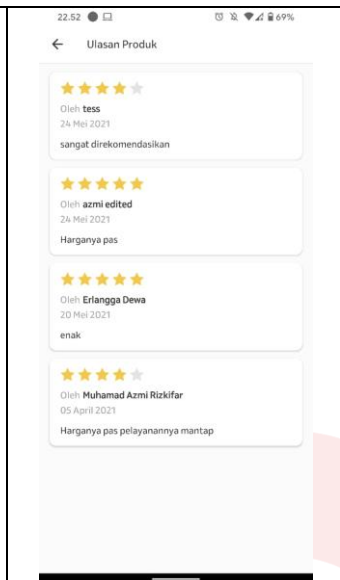 22.52
69%
Ulasan Produk
Oleh tess
24 Mei 2021
sangat direkomendasikan
Oleh azmi edited
24 Mei 2021
Harganya pas
Oleh Erlangga Dewa
20 Mei 2021
enak
Oleh Muhamad Azmi Rizkifar
05 April 2021
Harganya pas pelayanannya mantap